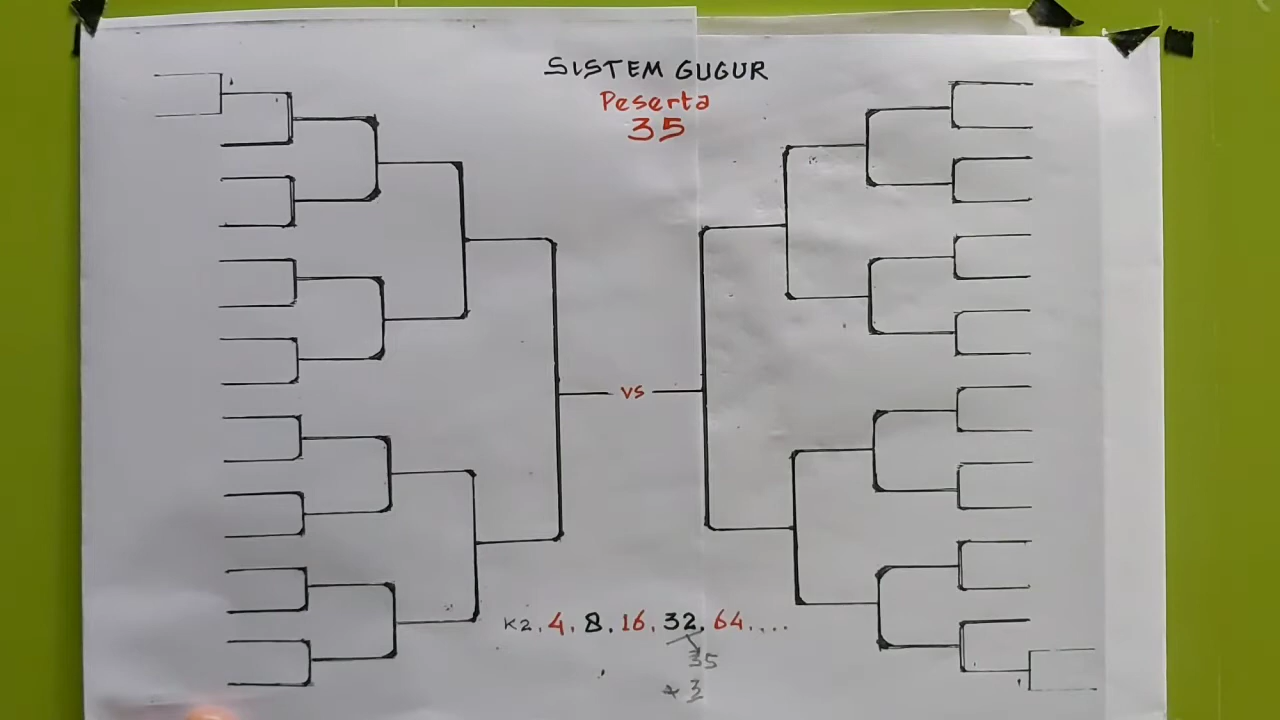 SISTEM GUGUR
Peserta
35
VS
K2, 4, 8, 16, 32, 64....
35
+ 3